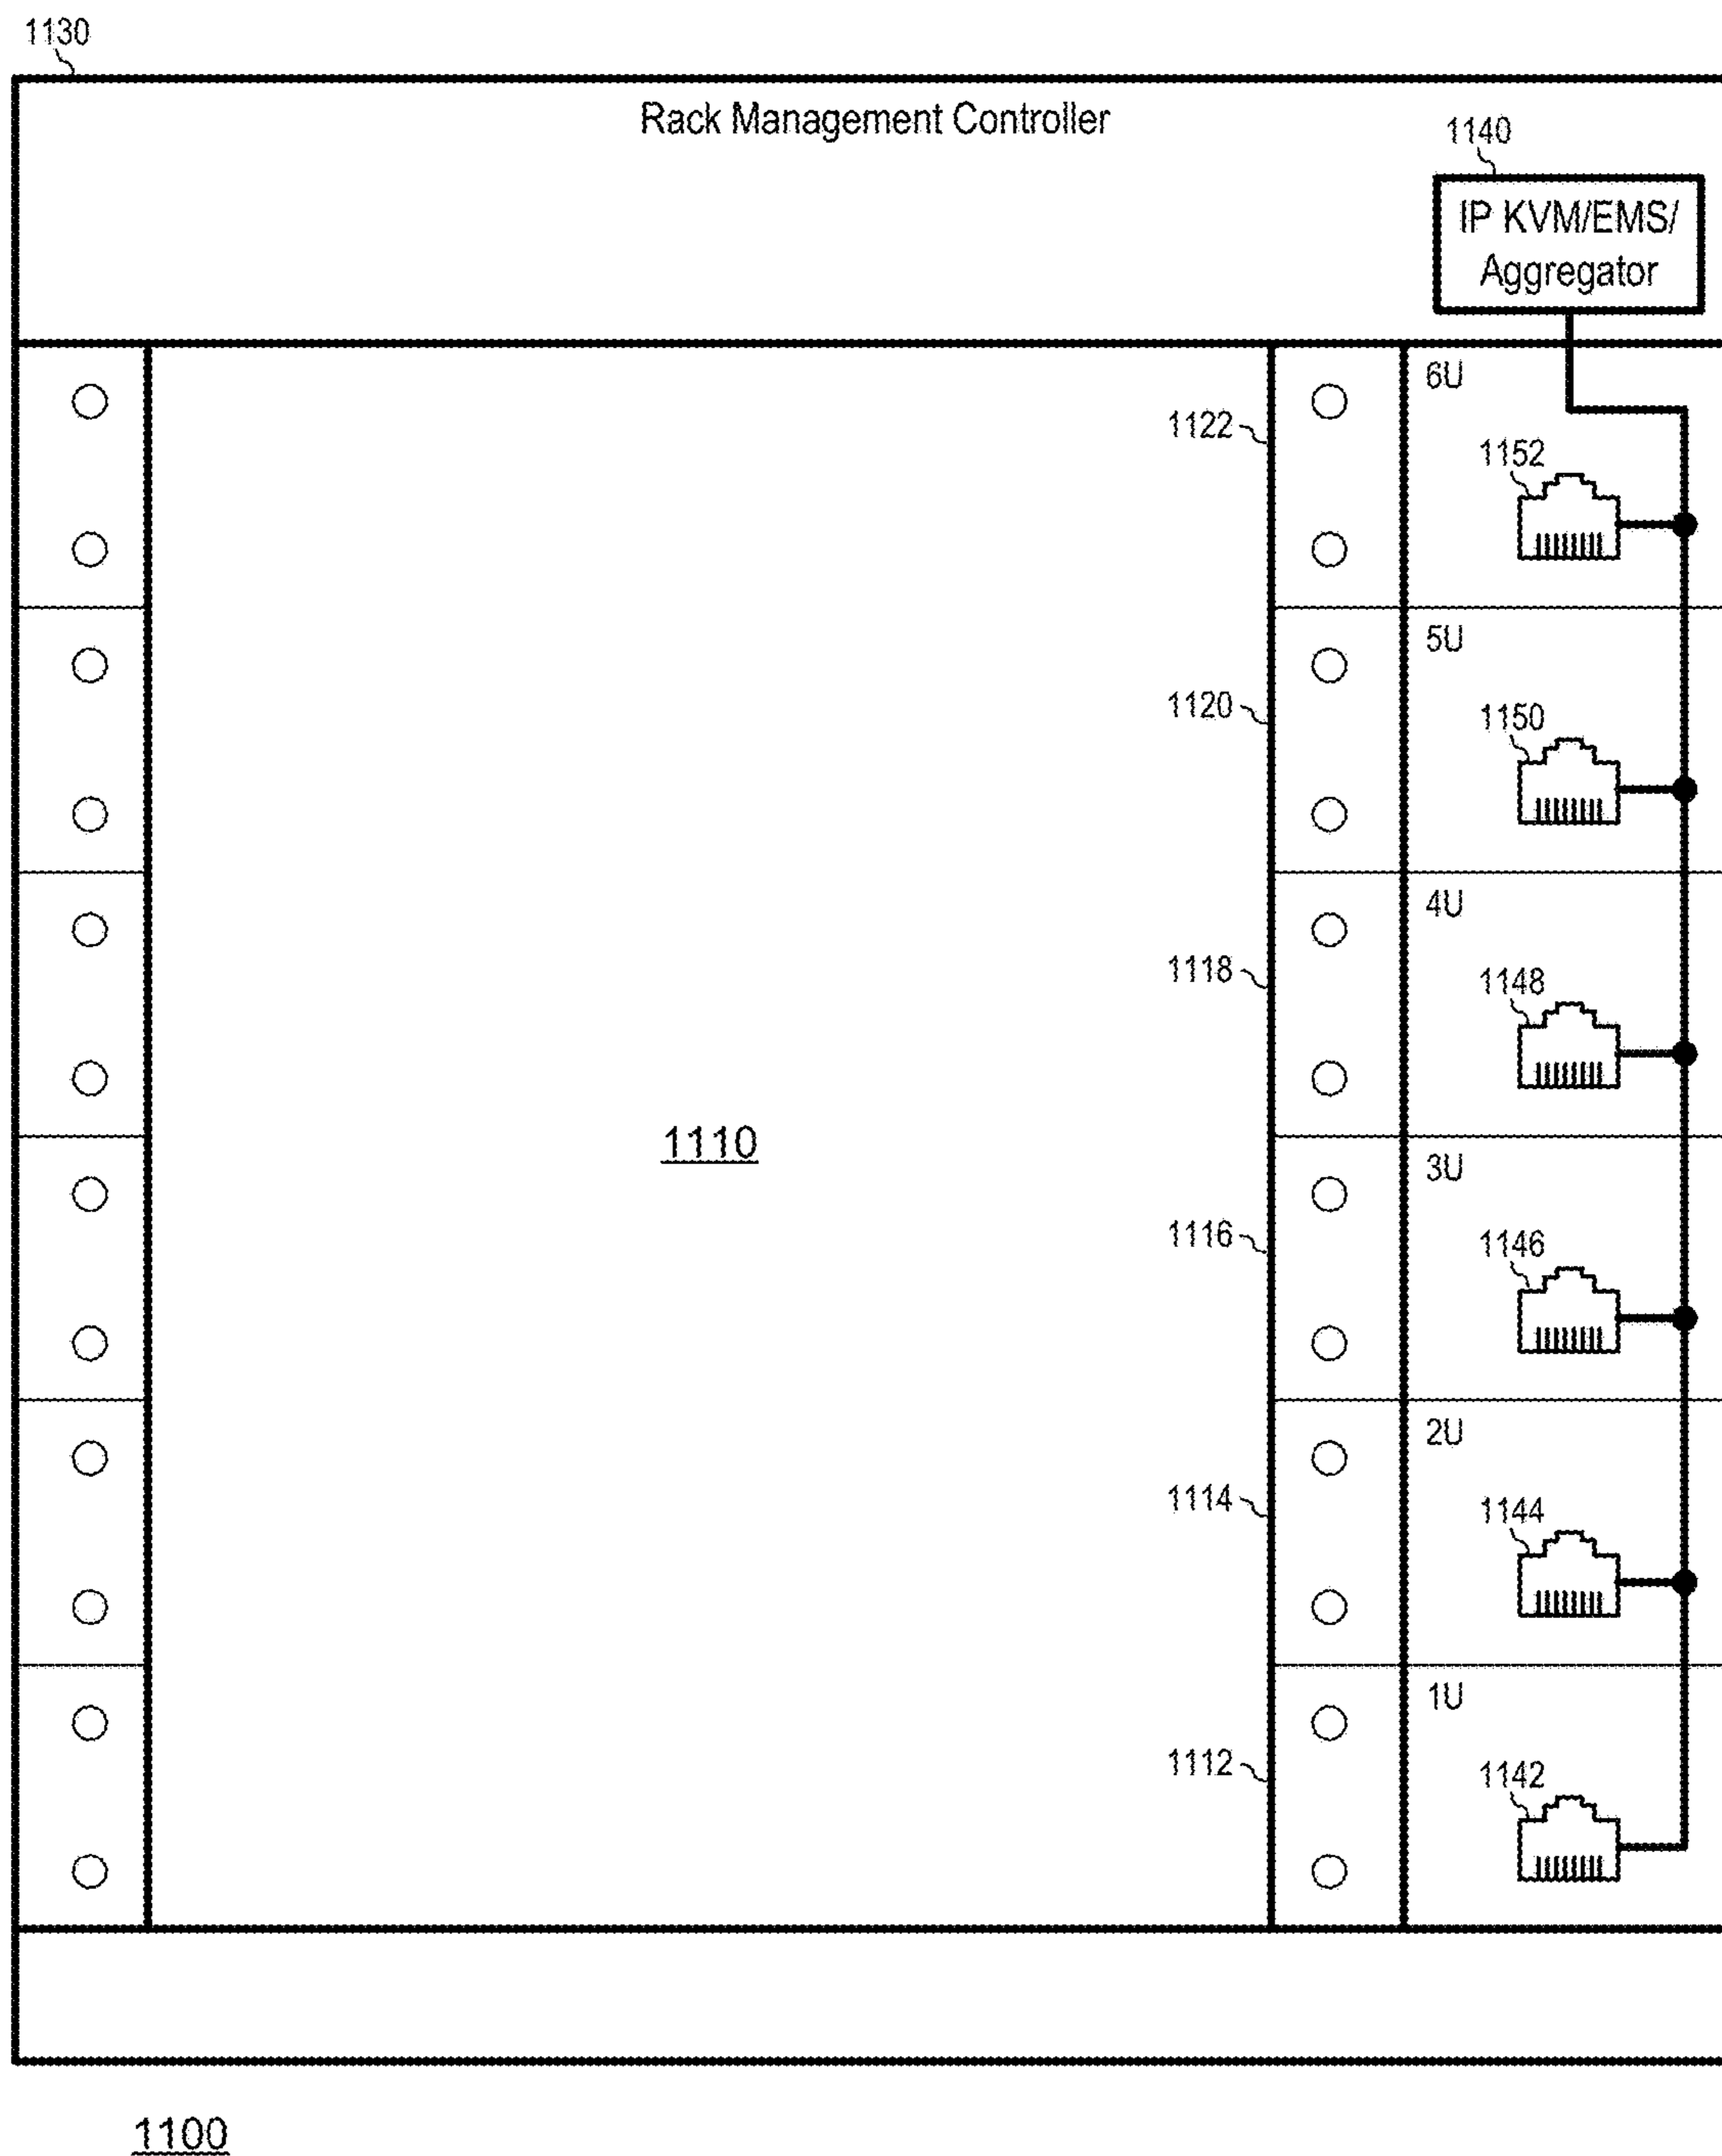 1130
Rack Management Controller
1140
IP KVM/EMS/
Aggregator
6U
1122
1152
5U
1120
1150
4U
1118
1148
1110
3U
1116
1146
2U
1114
1144
1U
1112
1142
1100